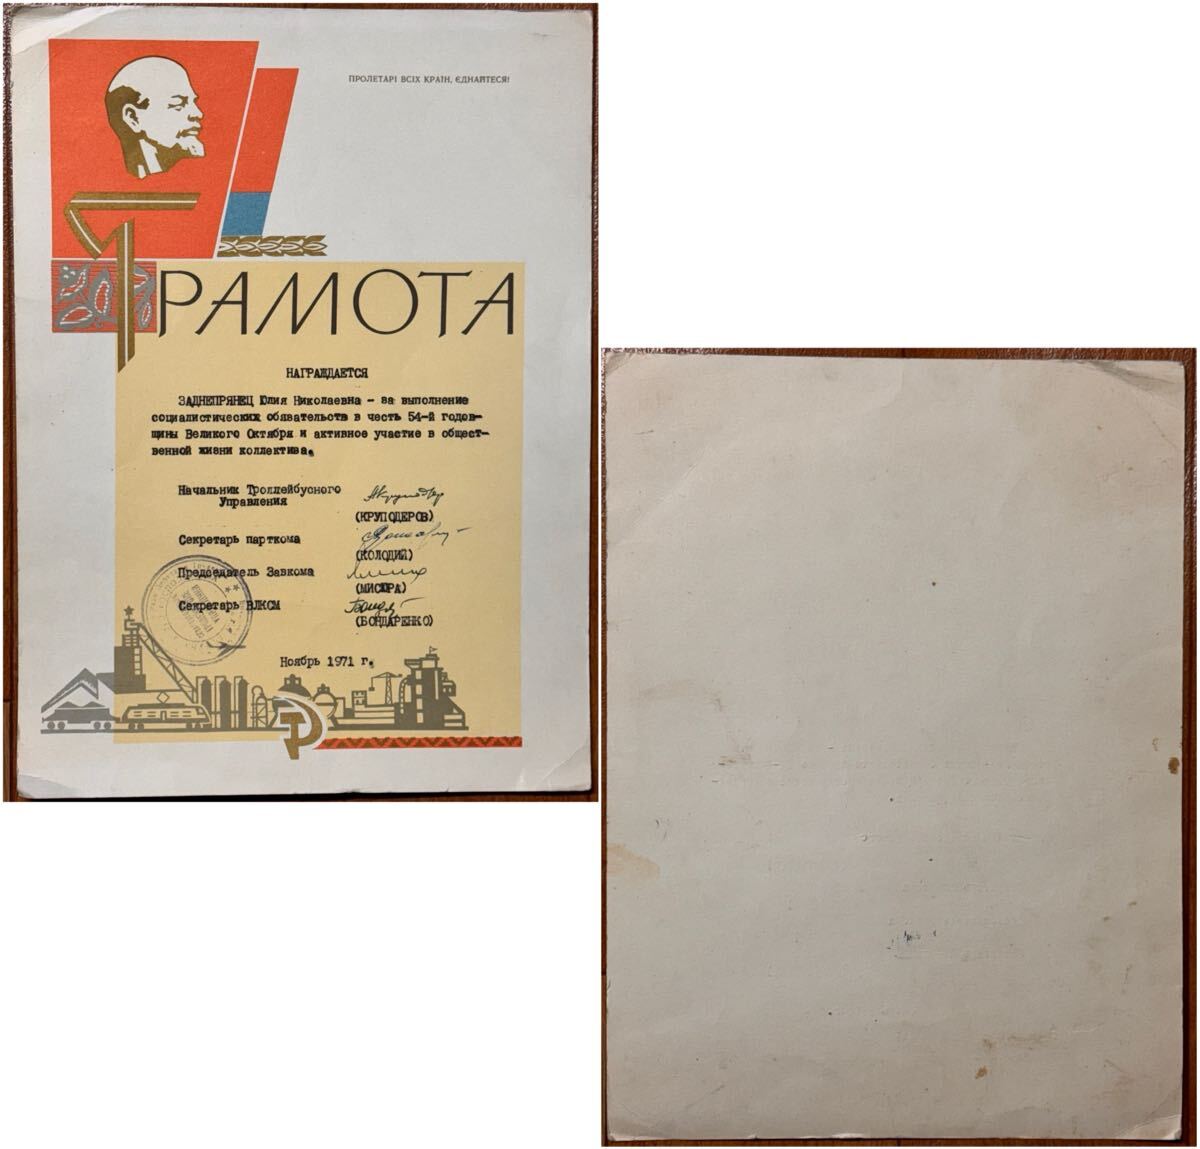 ПРОЛЕТАРІ ВСІХ КРАЇН, ЄДНАЙТЕСЯ!
ГРАМОТА
НАГРАЖДАЕТСЯ
ЗАДНЕПРЯНЕЦ Юлия Николаевна - за выполнение
социалистических обязательств в честь 54-й годов-
щины Великого Октября и активное участие в общест-
венной жизни коллектива.
Начальник Троллейбусного
Управления
(КРУПОДЕРОВ)
Секретарь парткома
(КОЛОДИЙ)
Председатель Завкома
(МИСЮРА)
Секретарь ВЛКСМ
(БОНДАРЕНКО)
Ноябрь 1971 г.